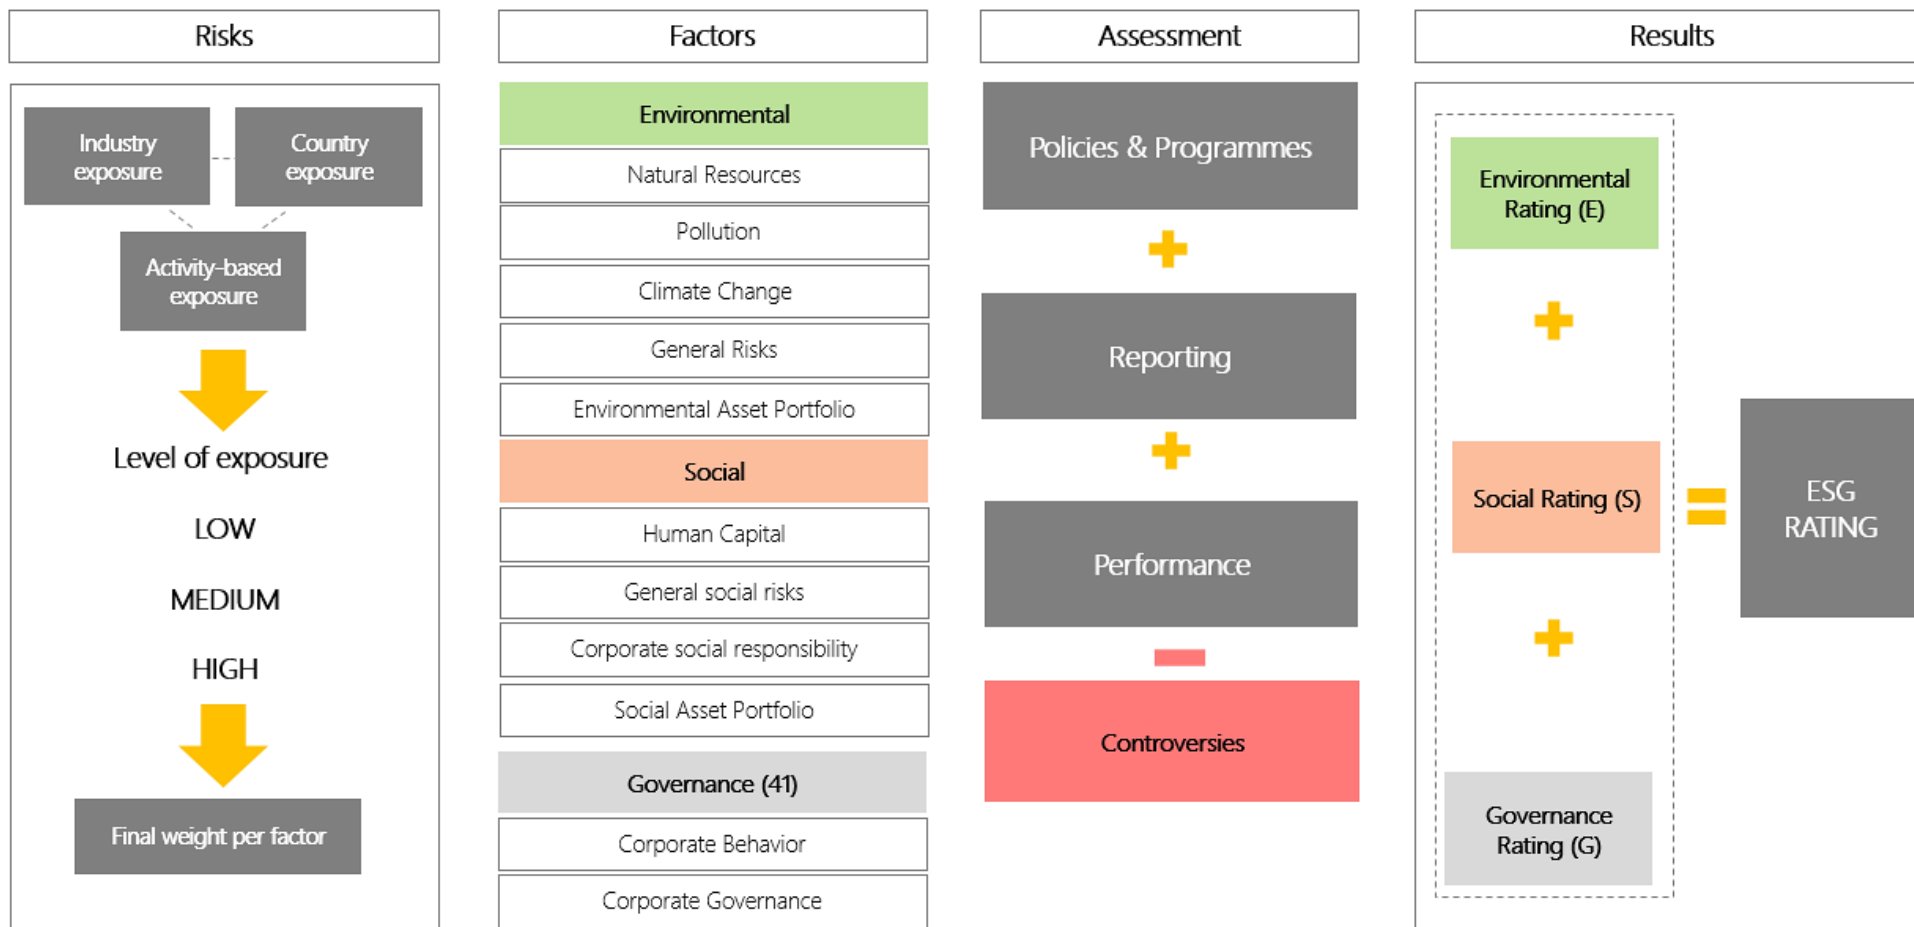 Risks
Industry
exposure
Country
exposure
Activity-based
exposure
Level of exposure
LOW
MEDIUM
HIGH
Final weight per factor
Factors
Environmental
Natural Resources
Pollution
Climate Change
General Risks
Environmental Asset Portfolio
Social
Human Capital
General social risks
Corporate social responsibility
Social Asset Portfolio
Governance (41)
Corporate Behavior
Corporate Governance
Assessment
Policies & Programmes
Reporting
Performance
Controversies
Results
Environmental
Rating (E)
Social Rating (S)
Governance
Rating (G)
ESG
RATING